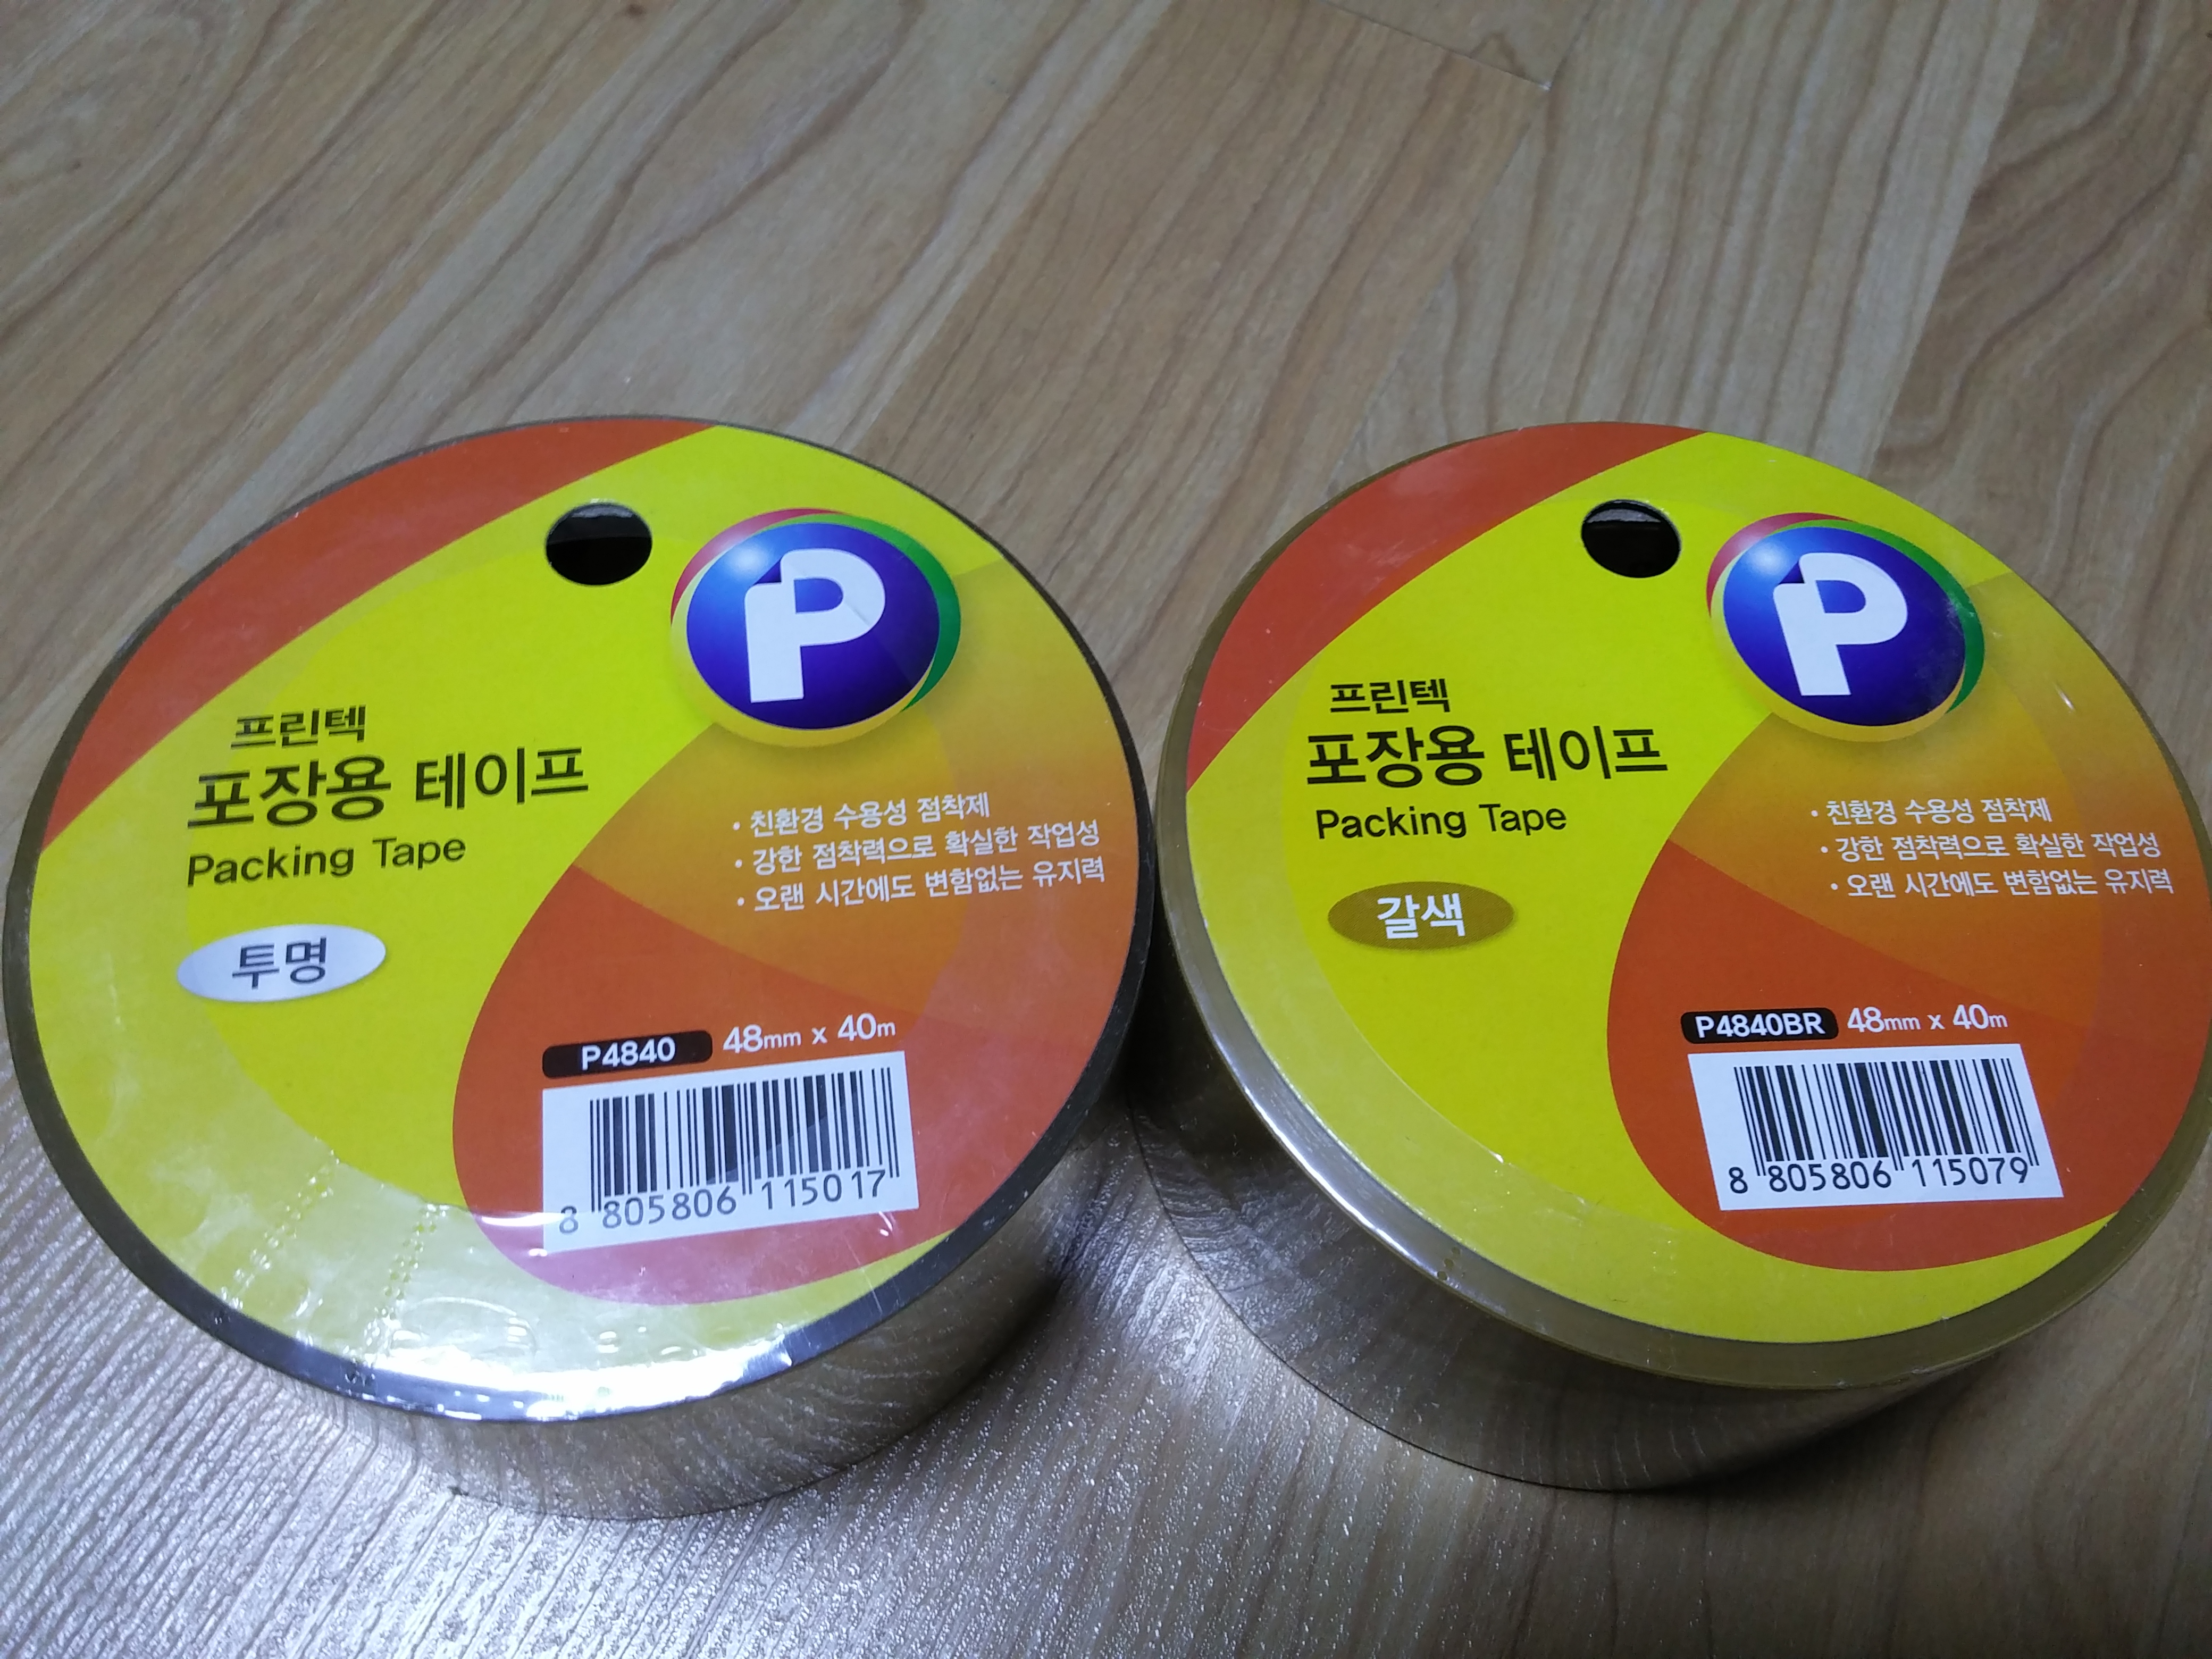 P
프린텍
포장용 테이프
Packing Tape
투명
· 친환경 수용성 점착제
· 강한 점착력으로 확실한 작업성
· 오랜 시간에도 변함없는 유지력
P4840 48mm x 40m
8 805806 115017
P
프린텍
포장용 테이프
Packing Tape
갈색
· 친환경 수용성 점착제
· 강한 점착력으로 확실한 작업성
· 오랜 시간에도 변함없는 유지력
P4840BR 48mm x 40m
8 805806 115079